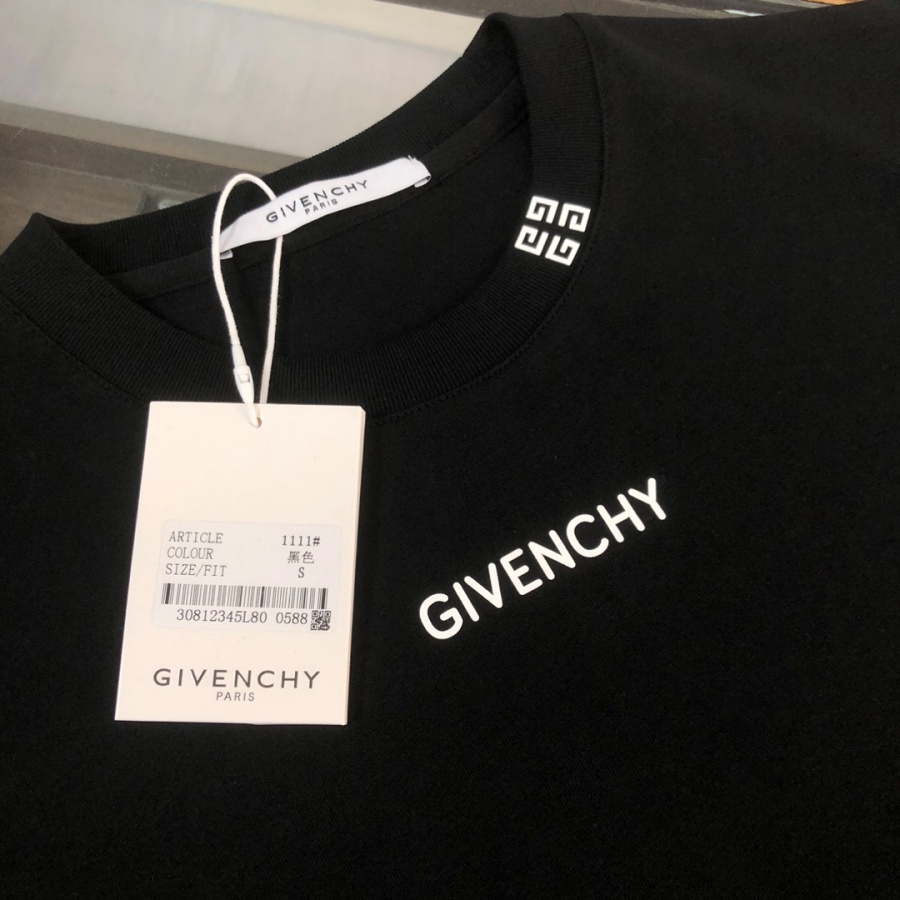 GIVENCHY
PARIS
GIVENCHY
ARTICLE 1111#
COLOUR 黑色
SIZE/FIT S
30812345L80 0588
GIVENCHY
PARIS